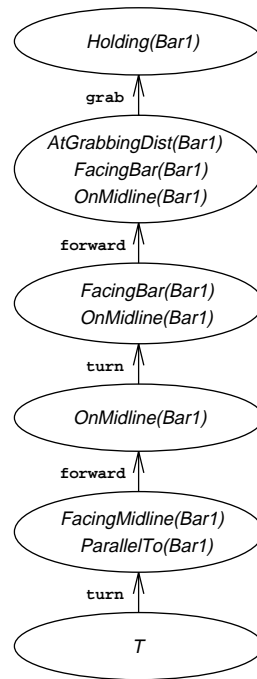 Holding(Bar1)
grab
AtGrabbingDist(Bar1)
FacingBar(Bar1)
OnMidline(Bar1)
forward
FacingBar(Bar1)
OnMidline(Bar1)
turn
OnMidline(Bar1)
forward
FacingMidline(Bar1)
ParallelTo(Bar1)
turn
T